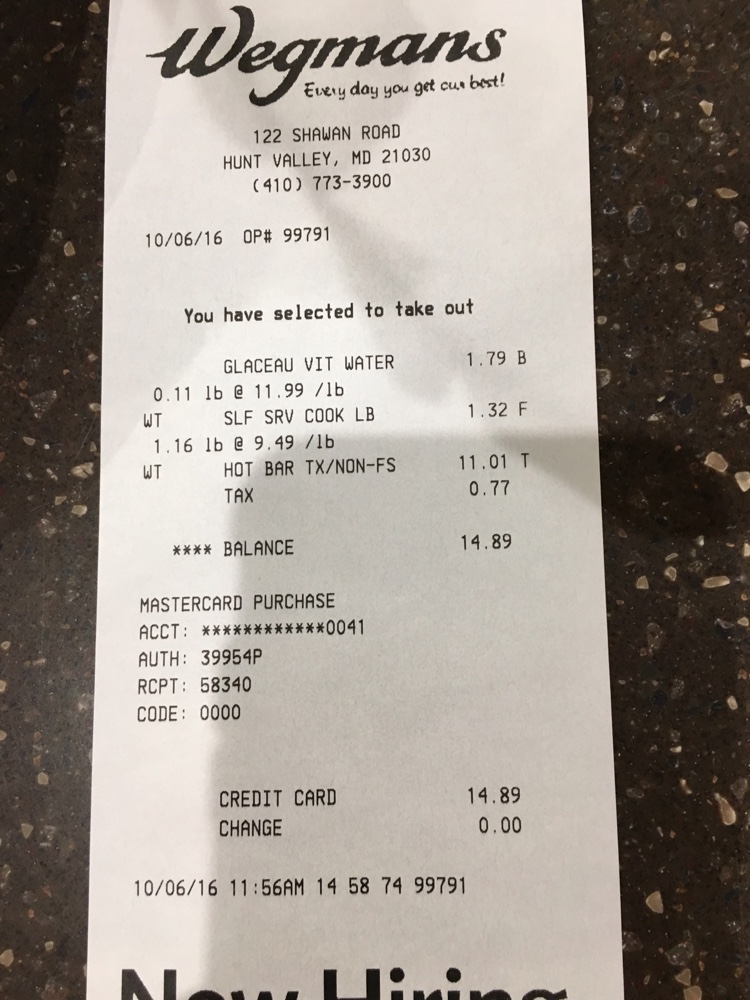 Wegmans
Every day you get our best!
122 SHAWAN ROAD
HUNT VALLEY, MD 21030
(410) 773-3900
10/06/16 OP# 99791
You have selected to take out
GLACEAU VIT WATER 1.79 B
0.11 lb @ 11.99 /lb
WT SLF SRV COOK LB 1.32 F
1.16 lb @ 9.49 /lb
WT HOT BAR TX/NON-FS 11.01 T
TAX 0.77
**** BALANCE 14.89
MASTERCARD PURCHASE
ACCT: ************0041
AUTH: 39954P
RCPT: 58340
CODE: 0000
CREDIT CARD 14.89
CHANGE 0.00
10/06/16 11:56AM 14 58 74 99791
Now Hiring